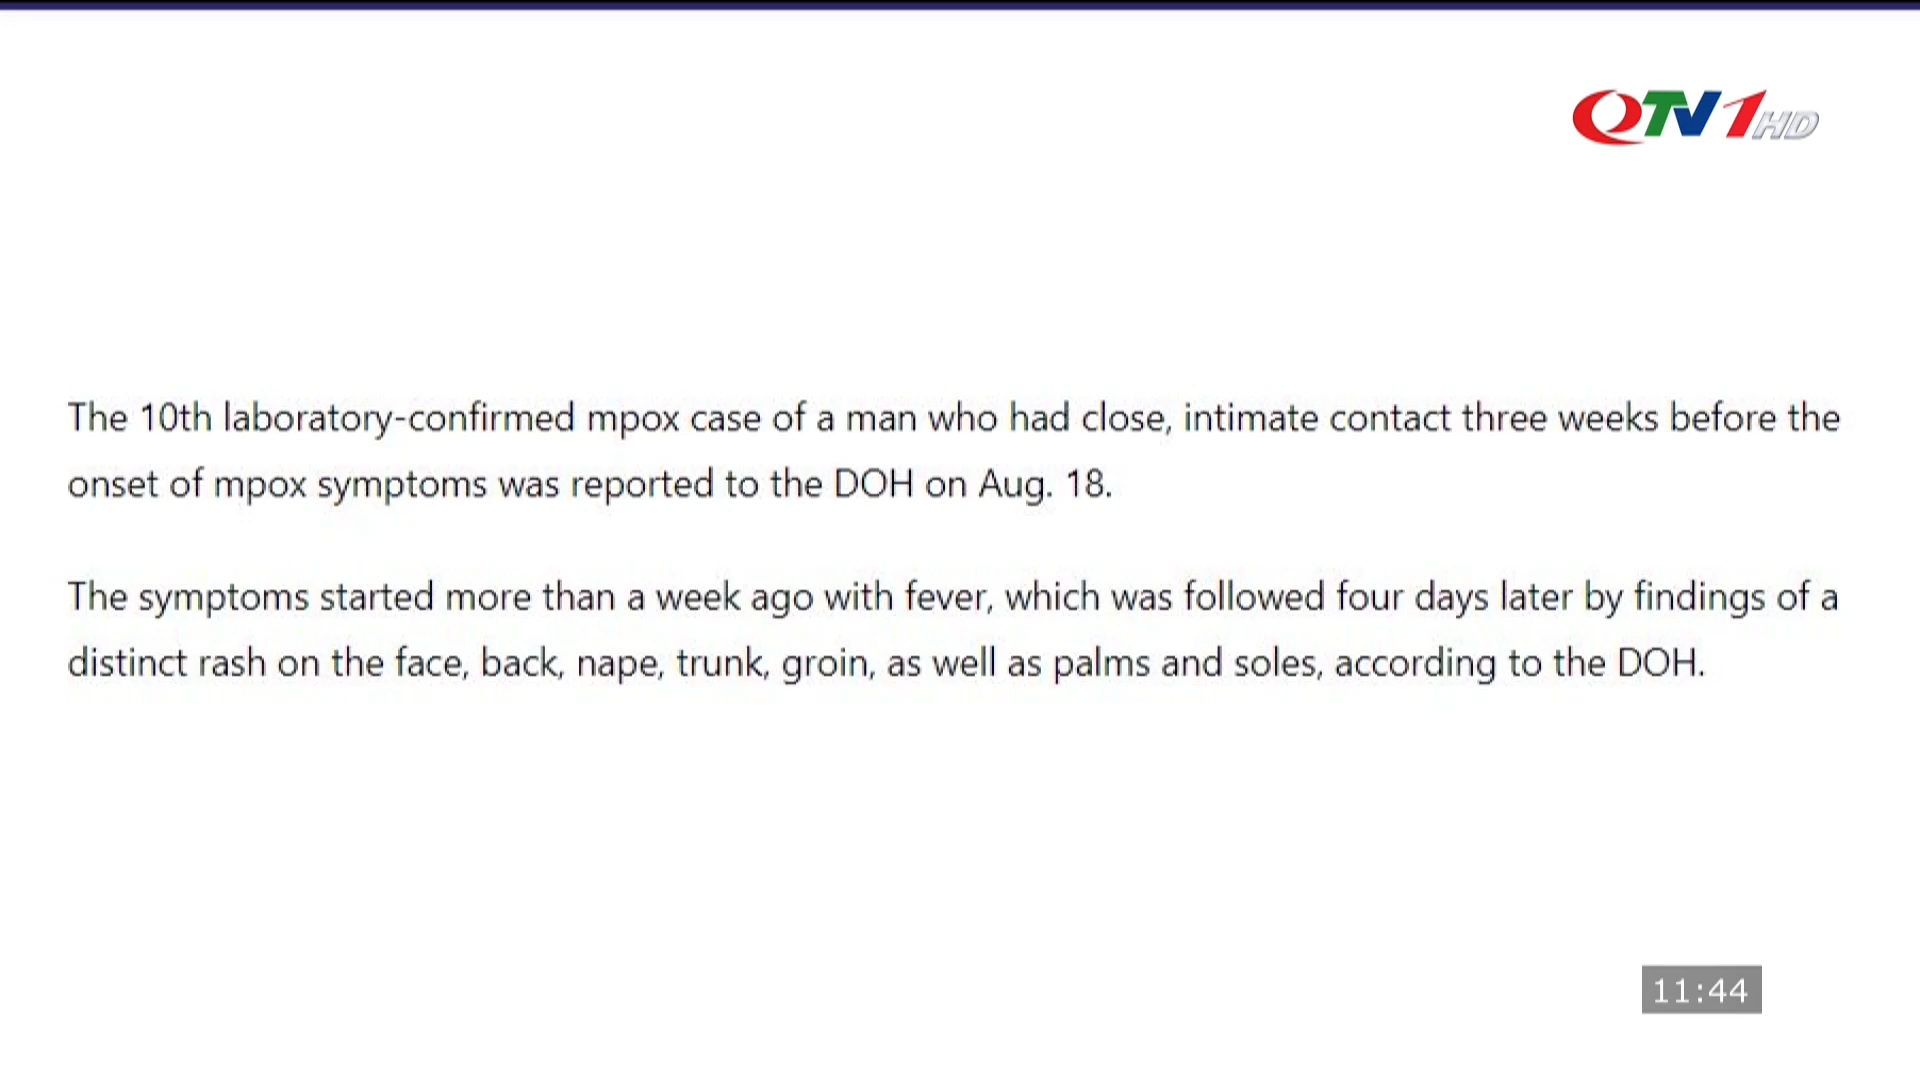 QTV1HD
The 10th laboratory-confirmed mpox case of a man who had close, intimate contact three weeks before the
onset of mpox symptoms was reported to the DOH on Aug. 18.
The symptoms started more than a week ago with fever, which was followed four days later by findings of a
distinct rash on the face, back, nape, trunk, groin, as well as palms and soles, according to the DOH.
11:44